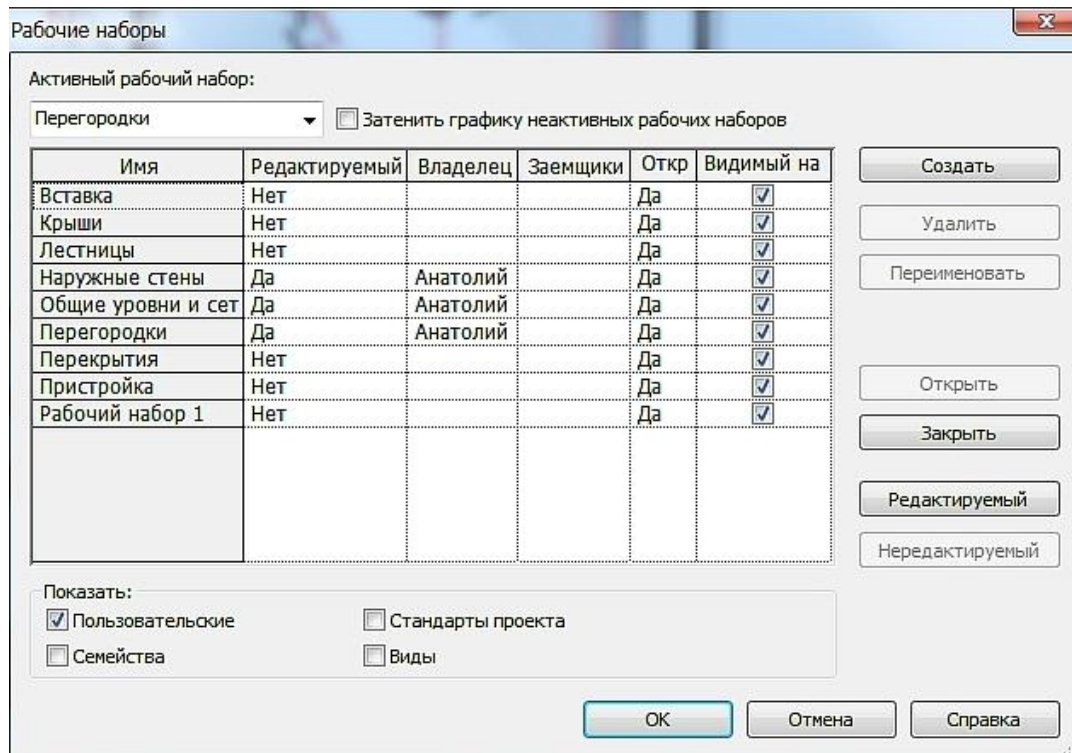 Рабочие наборы
Активный рабочий набор:
Перегородки
Затенить графику неактивных рабочих наборов
Имя Редактируемый Владелец Заемщики Откр Видимый на
Вставка Нет Да
Крыши Нет Да
Лестницы Нет Да
Наружные стены Да Анатолий Да
Общие уровни и сет Да Анатолий Да
Перегородки Да Анатолий Да
Перекрытия Нет Да
Пристройка Нет Да
Рабочий набор 1 Нет Да
Создать
Удалить
Переименовать
Открыть
Закрыть
Редактируемый
Нередактируемый
Показать:
Пользовательские Стандарты проекта
Семейства Виды
OK Отмена Справка